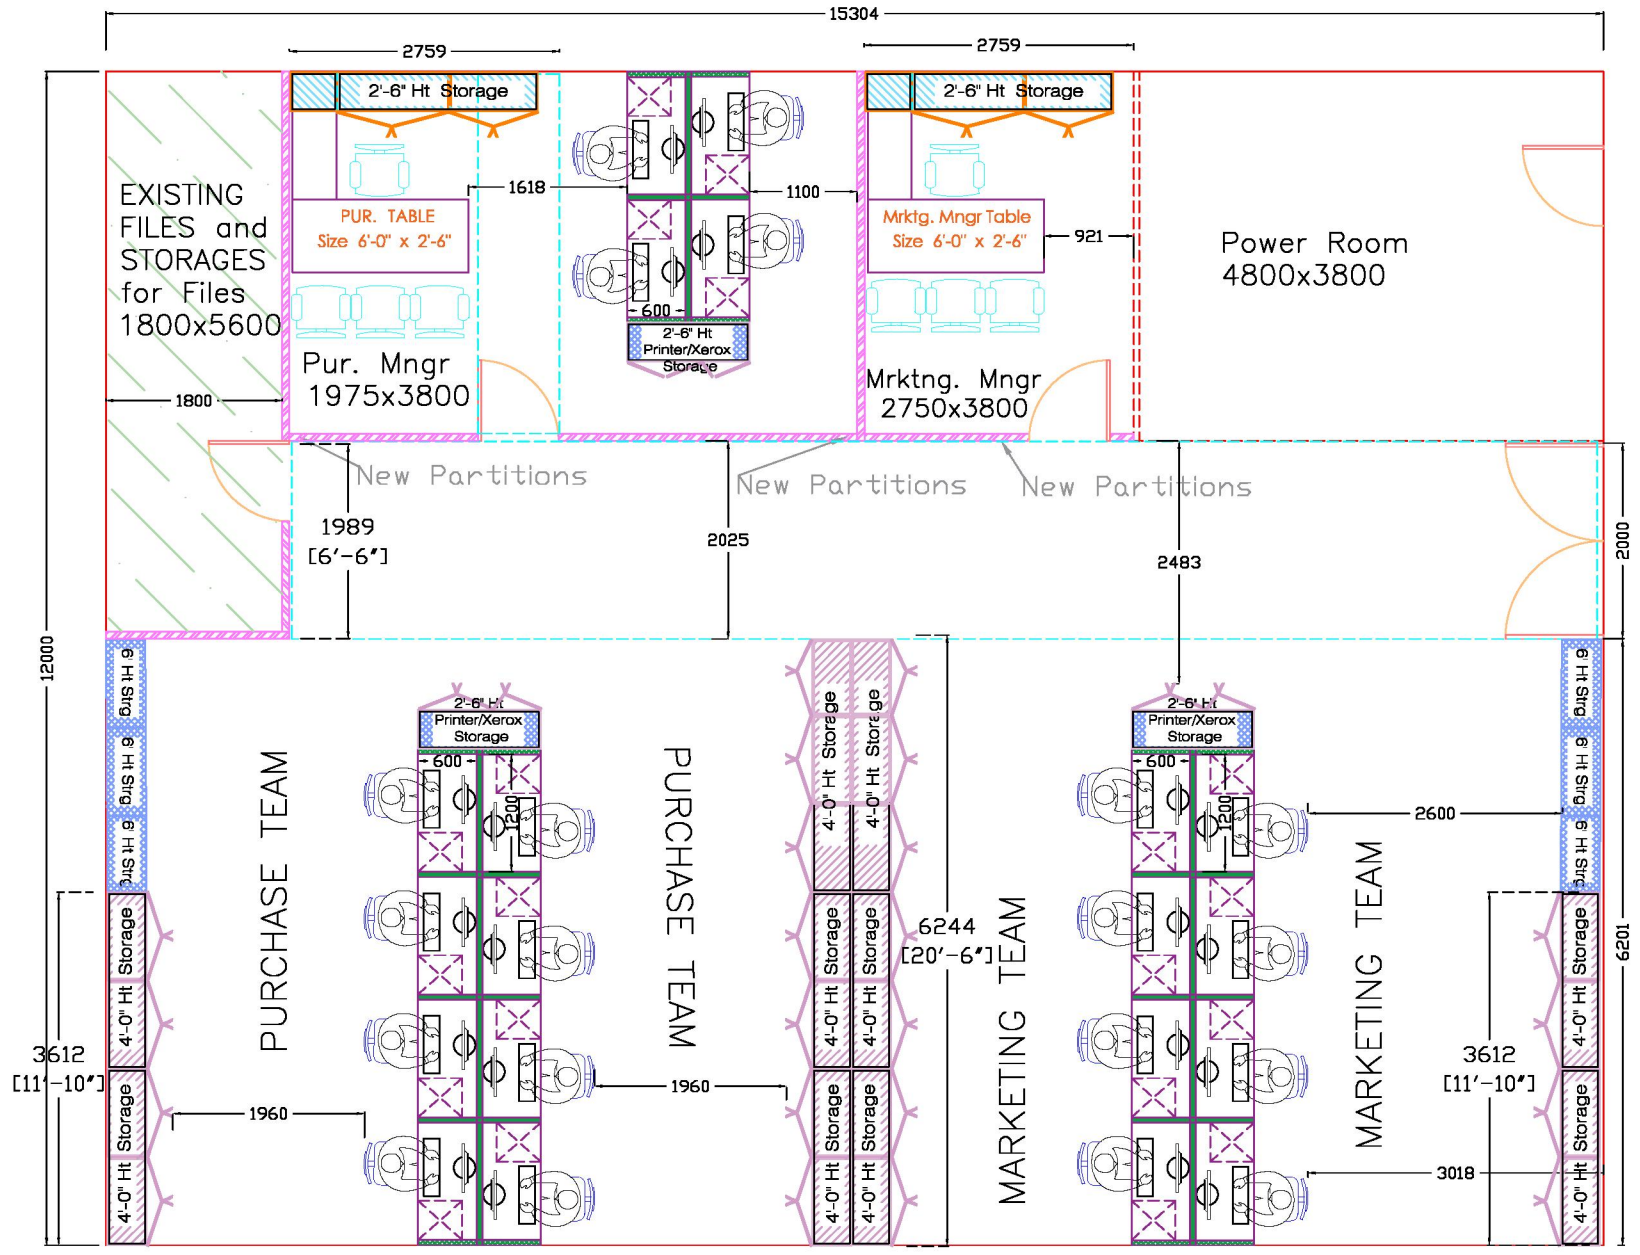 15304
2759
2759
2'-6" Ht Storage
2'-6" Ht Storage
EXISTING
FILES and
STORAGES
for Files
1800x5600
1618
1100
PUR. TABLE
Size 6'-0" x 2'-6"
Mrktg. Mngr Table
Size 6'-0" x 2'-6"
921
Power Room
4800x3800
600
2'-6" Ht
Printer/Xerox
Storage
Pur. Mngr
1975x3800
Mrktng. Mngr
2750x3800
1800
New Partitions
New Partitions
New Partitions
1989
[6'-6"]
2025
2483
2000
12000
6' Ht Strg
6' Ht Strg
6' Ht Strg
4'-0" Ht Storage
4'-0" Ht Storage
3612
[11'-10"]
1960
PURCHASE TEAM
2'-6" Ht
Printer/Xerox
Storage
600
1200
PURCHASE TEAM
1960
4'-0" Ht Storage
4'-0" Ht Storage
4'-0" Ht Storage
4'-0" Ht Storage
4'-0" Ht Storage
4'-0" Ht Storage
6244
[20'-6"]
MARKETING TEAM
2'-6" Ht
Printer/Xerox
Storage
600
1200
2600
MARKETING TEAM
3612
[11'-10"]
3018
6' Ht Strg
6' Ht Strg
6' Ht Strg
4'-0" Ht Storage
4'-0" Ht Storage
6201